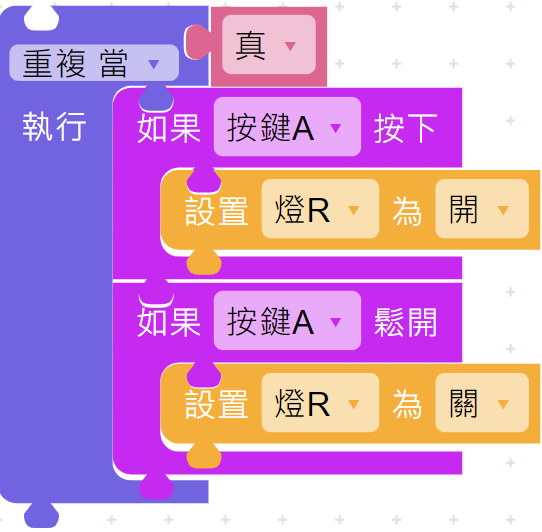 重複 當 真
執行 如果 按鍵A 按下
設置 燈R 為 開
如果 按鍵A 鬆開
設置 燈R 為 關